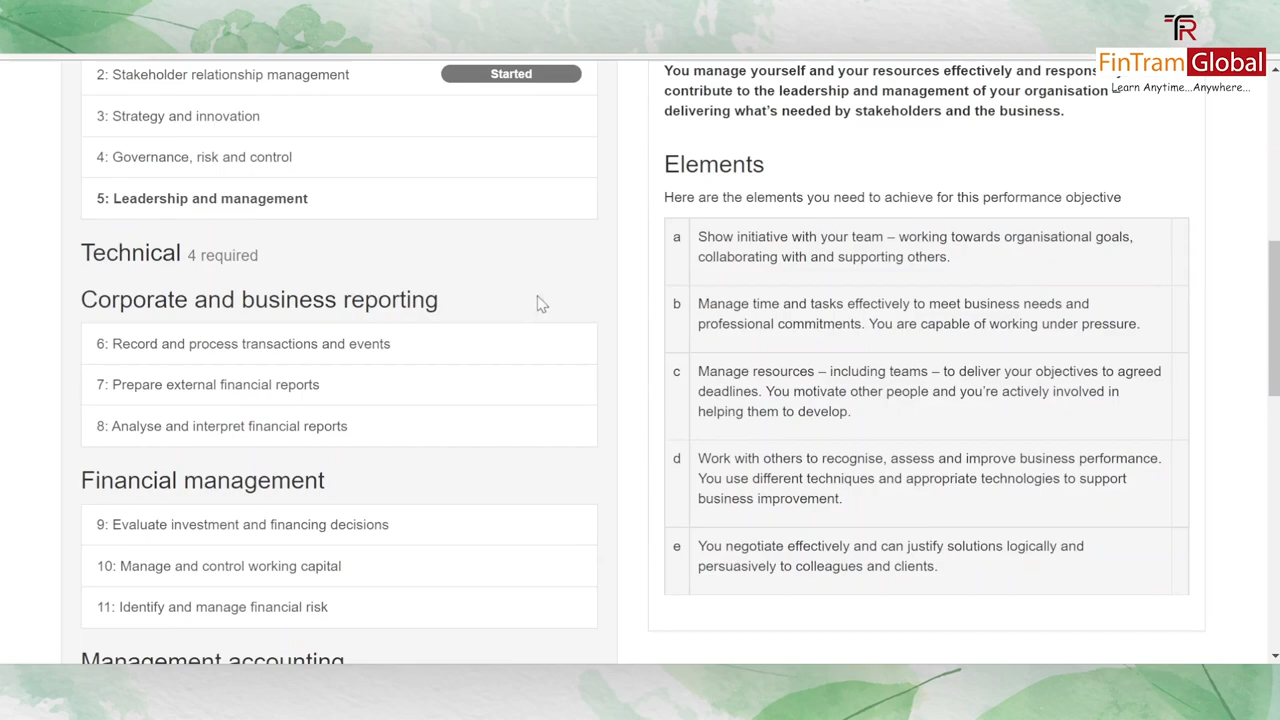 TR
FinTram Global
Learn Anytime...Anywhere...
2: Stakeholder relationship management
Started
3: Strategy and innovation
4: Governance, risk and control
5: Leadership and management
Technical 4 required
Corporate and business reporting
6: Record and process transactions and events
7: Prepare external financial reports
8: Analyse and interpret financial reports
Financial management
9: Evaluate investment and financing decisions
10: Manage and control working capital
11: Identify and manage financial risk
Management accounting
You manage yourself and your resources effectively and
contribute to the leadership and management of your organisation –
delivering what’s needed by stakeholders and the business.
Elements
Here are the elements you need to achieve for this performance objective
a Show initiative with your team – working towards organisational goals,
collaborating with and supporting others.
b Manage time and tasks effectively to meet business needs and
professional commitments. You are capable of working under pressure.
c Manage resources – including teams – to deliver your objectives to agreed
deadlines. You motivate other people and you’re actively involved in
helping them to develop.
d Work with others to recognise, assess and improve business performance.
You use different techniques and appropriate technologies to support
business improvement.
e You negotiate effectively and can justify solutions logically and
persuasively to colleagues and clients.